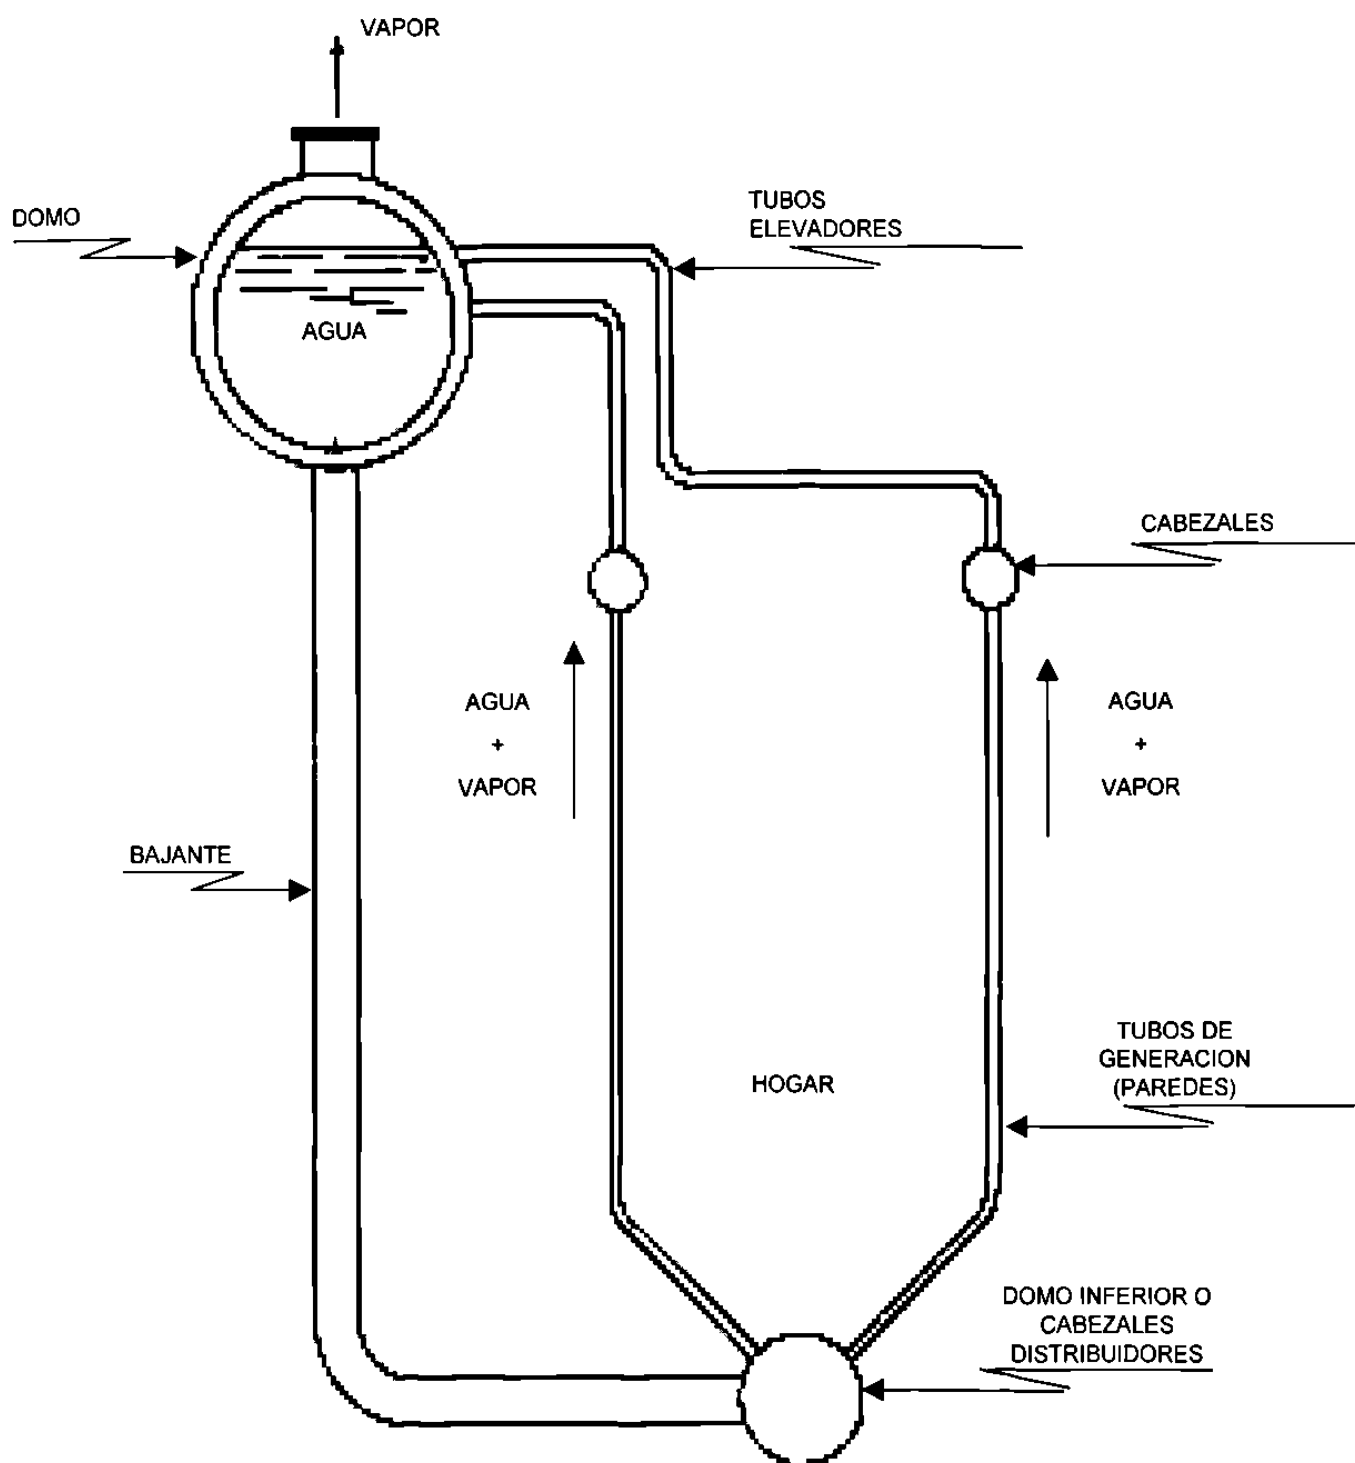 VAPOR
DOMO
TUBOS
ELEVADORES
AGUA
CABEZALES
AGUA
+
VAPOR
AGUA
+
VAPOR
BAJANTE
TUBOS DE
GENERACION
(PAREDES)
HOGAR
DOMO INFERIOR O
CABEZALES
DISTRIBUIDORES